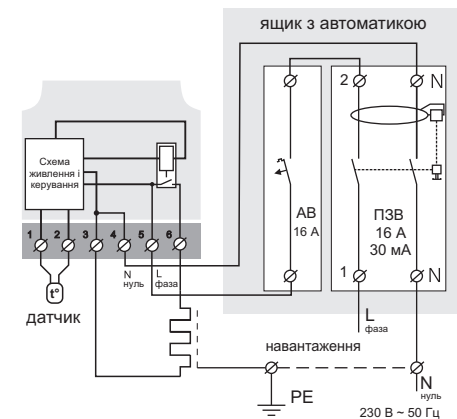 ящик з автоматикою
2
N
Схема
живлення і
керування
АВ
16 А
ПЗВ
16 А
30 мА
1 2 3 4 5 6
N
нуль
L
фаза
1
N
t°
датчик
L
фаза
навантаження
PE
N
нуль
230 В ~ 50 Гц